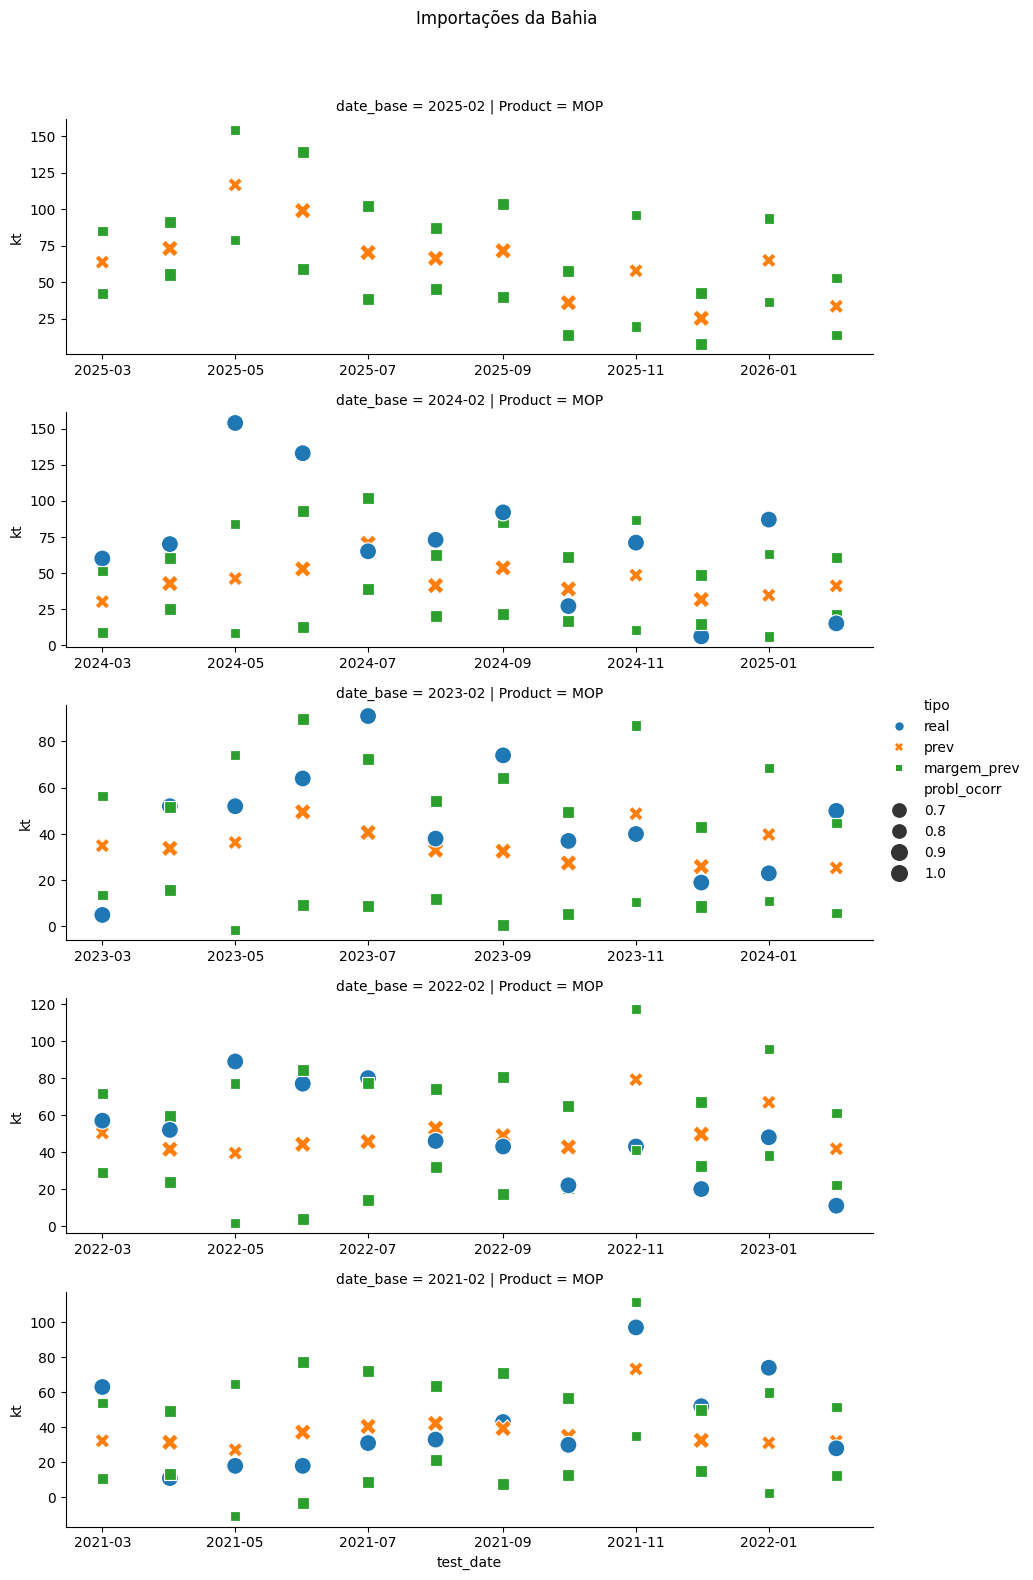 Importações da Bahia
date_base = 2025-02 | Product = MOP
150
125
100
75
50
25
kt
2025-03 2025-05 2025-07 2025-09 2025-11 2026-01
date_base = 2024-02 | Product = MOP
150
125
100
75
50
25
0
kt
2024-03 2024-05 2024-07 2024-09 2024-11 2025-01
date_base = 2023-02 | Product = MOP
80
60
40
20
0
kt
2023-03 2023-05 2023-07 2023-09 2023-11 2024-01
tipo
real
prev
margem_prev
probl_ocorr
0.7
0.8
0.9
1.0
date_base = 2022-02 | Product = MOP
120
100
80
60
40
20
0
kt
2022-03 2022-05 2022-07 2022-09 2022-11 2023-01
date_base = 2021-02 | Product = MOP
100
80
60
40
20
0
kt
2021-03 2021-05 2021-07 2021-09 2021-11 2022-01
test_date